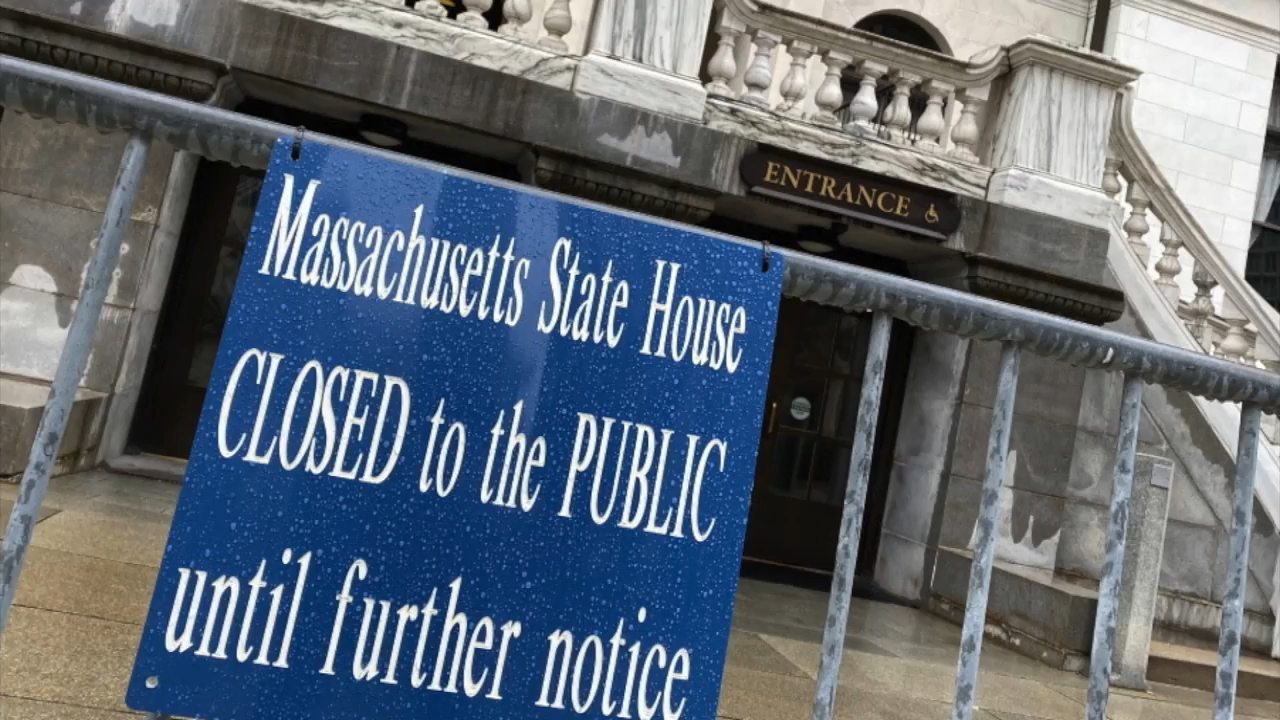 ENTRANCE
Massachusetts State House
CLOSED to the PUBLIC
until further notice